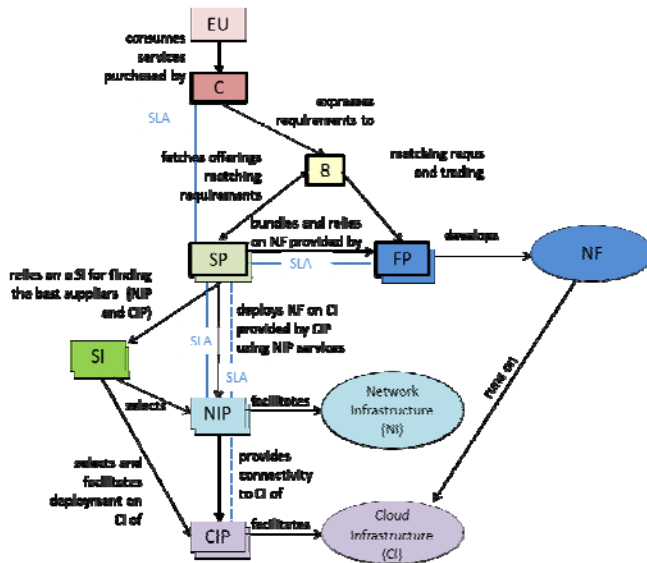 EU
consumes
services
purchased by
C
expresses
requirements to
SLA
B
fetches offerings
matching
requirements
matching requs
and trading
bundles and relies
on NF provided by
SP
SLA
FP
develops
NF
relies on a SI for finding
the best suppliers (NIP
and CIP)
deploys NF on CI
provided by CIP
using NIP services
SLA
SI
SLA
runs on
selects
NIP
facilitates
Network
Infrastructure
(NI)
selects and
facilitates
deployment on
CI of
provides
connectivity
to CI of
CIP
facilitates
Cloud
Infrastructure
(CI)